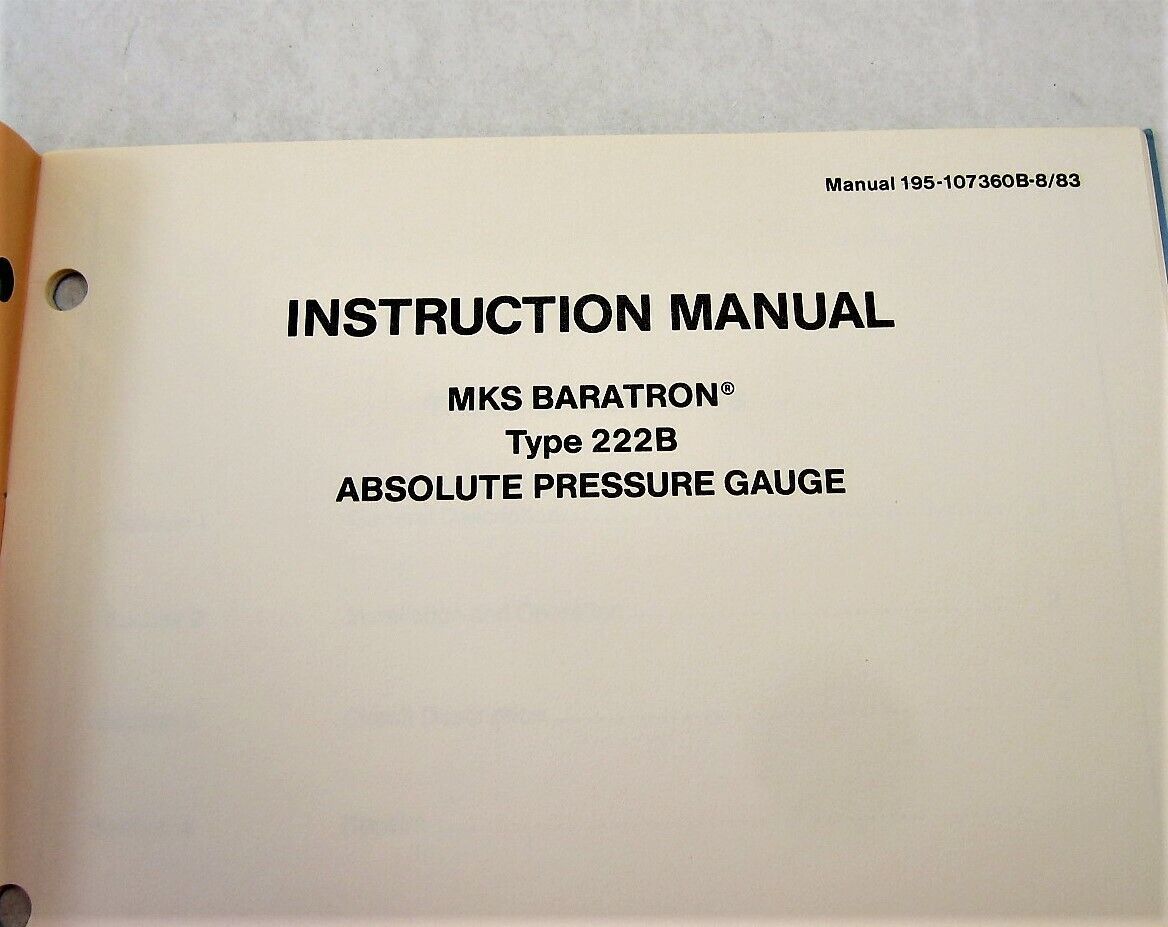 Manual 195-107360B-8/83
INSTRUCTION MANUAL
MKS BARATRON®
Type 222B
ABSOLUTE PRESSURE GAUGE